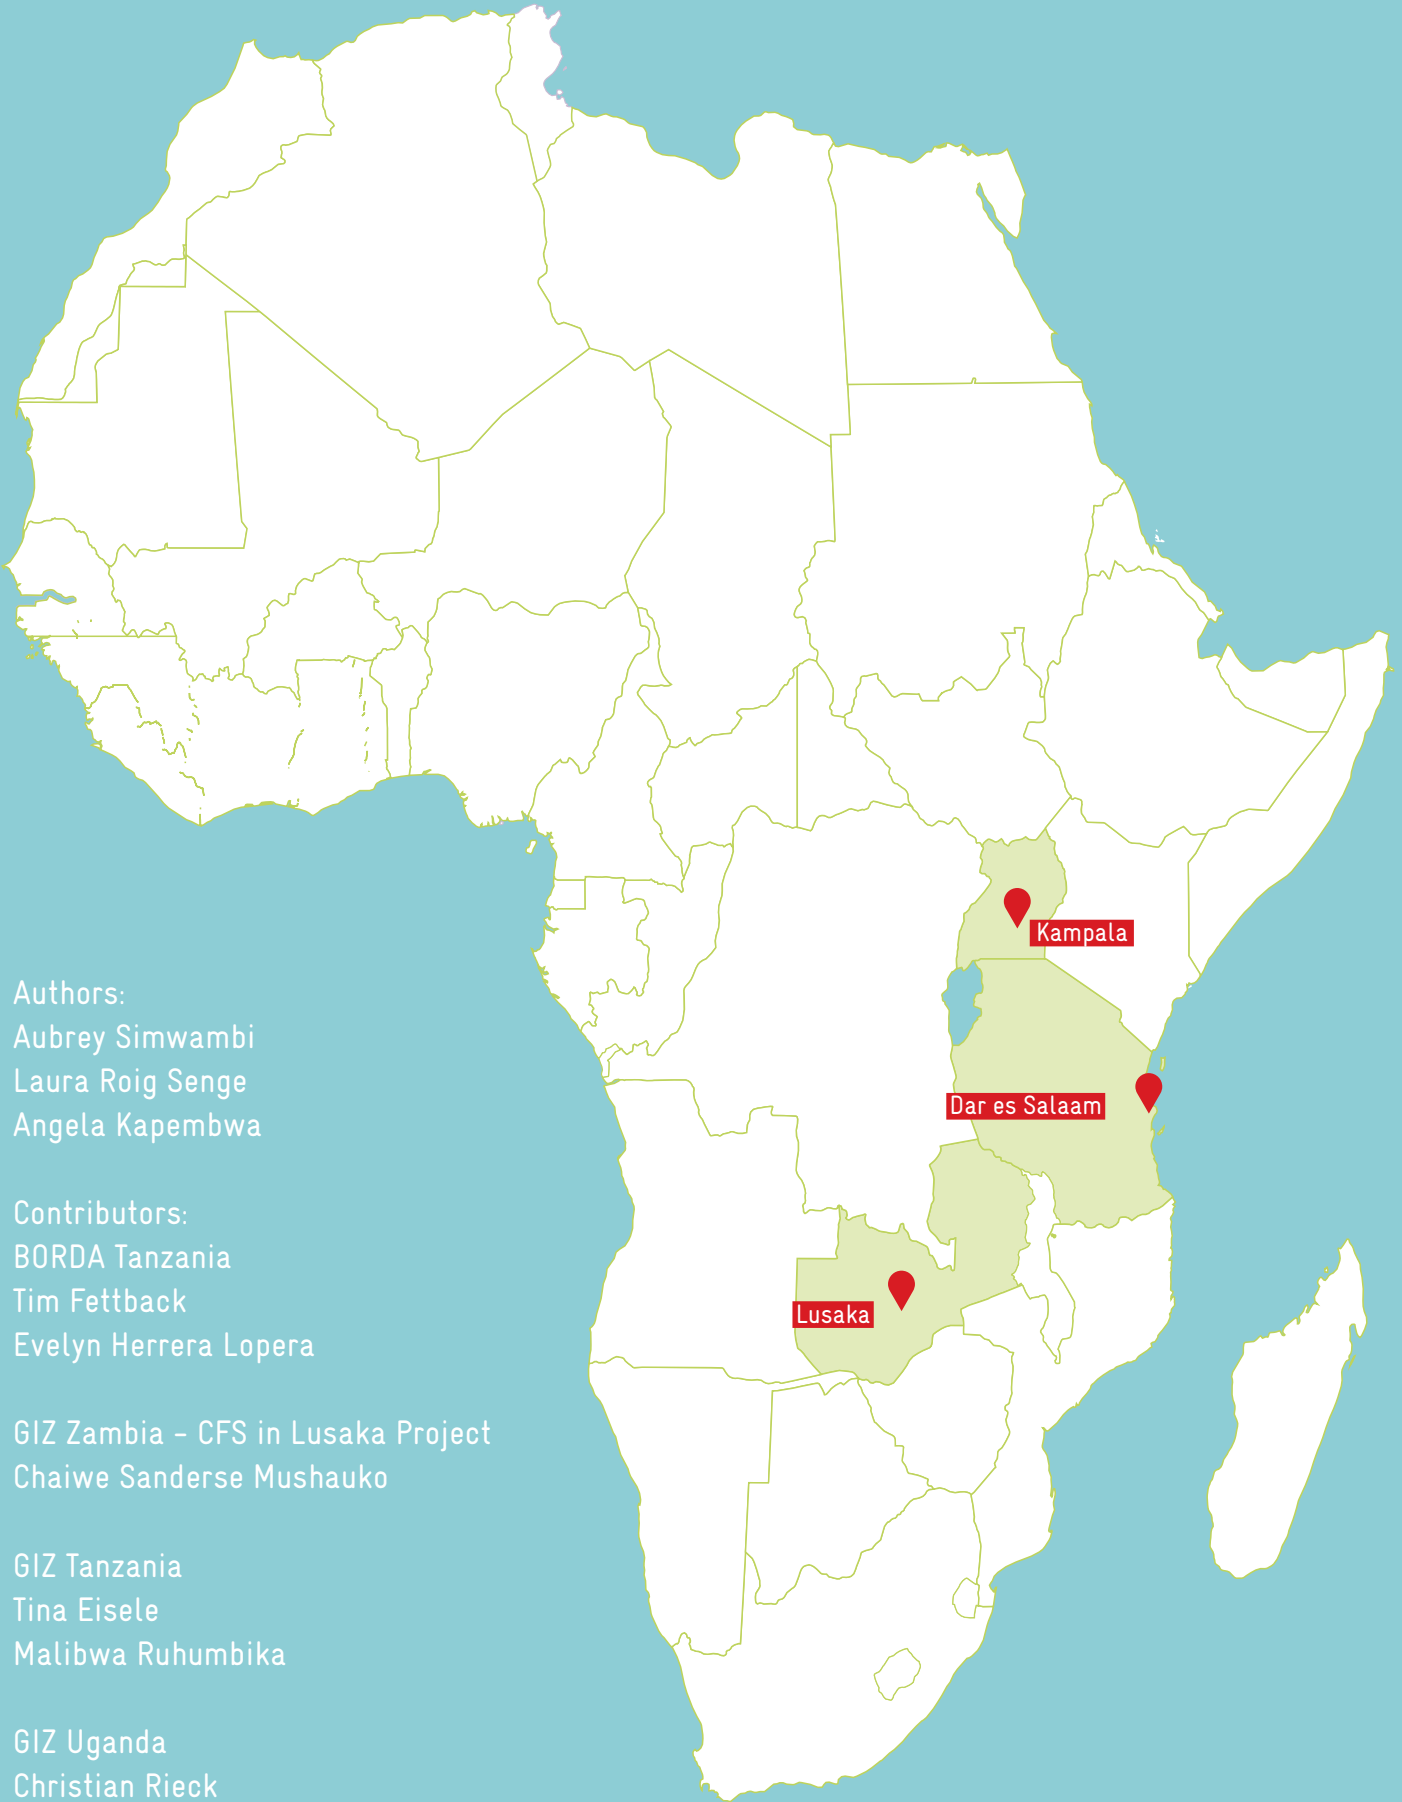 Kampala
Dar es Salaam
Lusaka
Authors:
Aubrey Simwambi
Laura Roig Senge
Angela Kapembwa
Contributors:
BORDA Tanzania
Tim Fettback
Evelyn Herrera Lopera
GIZ Zambia – CFS in Lusaka Project
Chaiwe Sanderse Mushauko
GIZ Tanzania
Tina Eisele
Malibwa Ruhumbika
GIZ Uganda
Christian Rieck